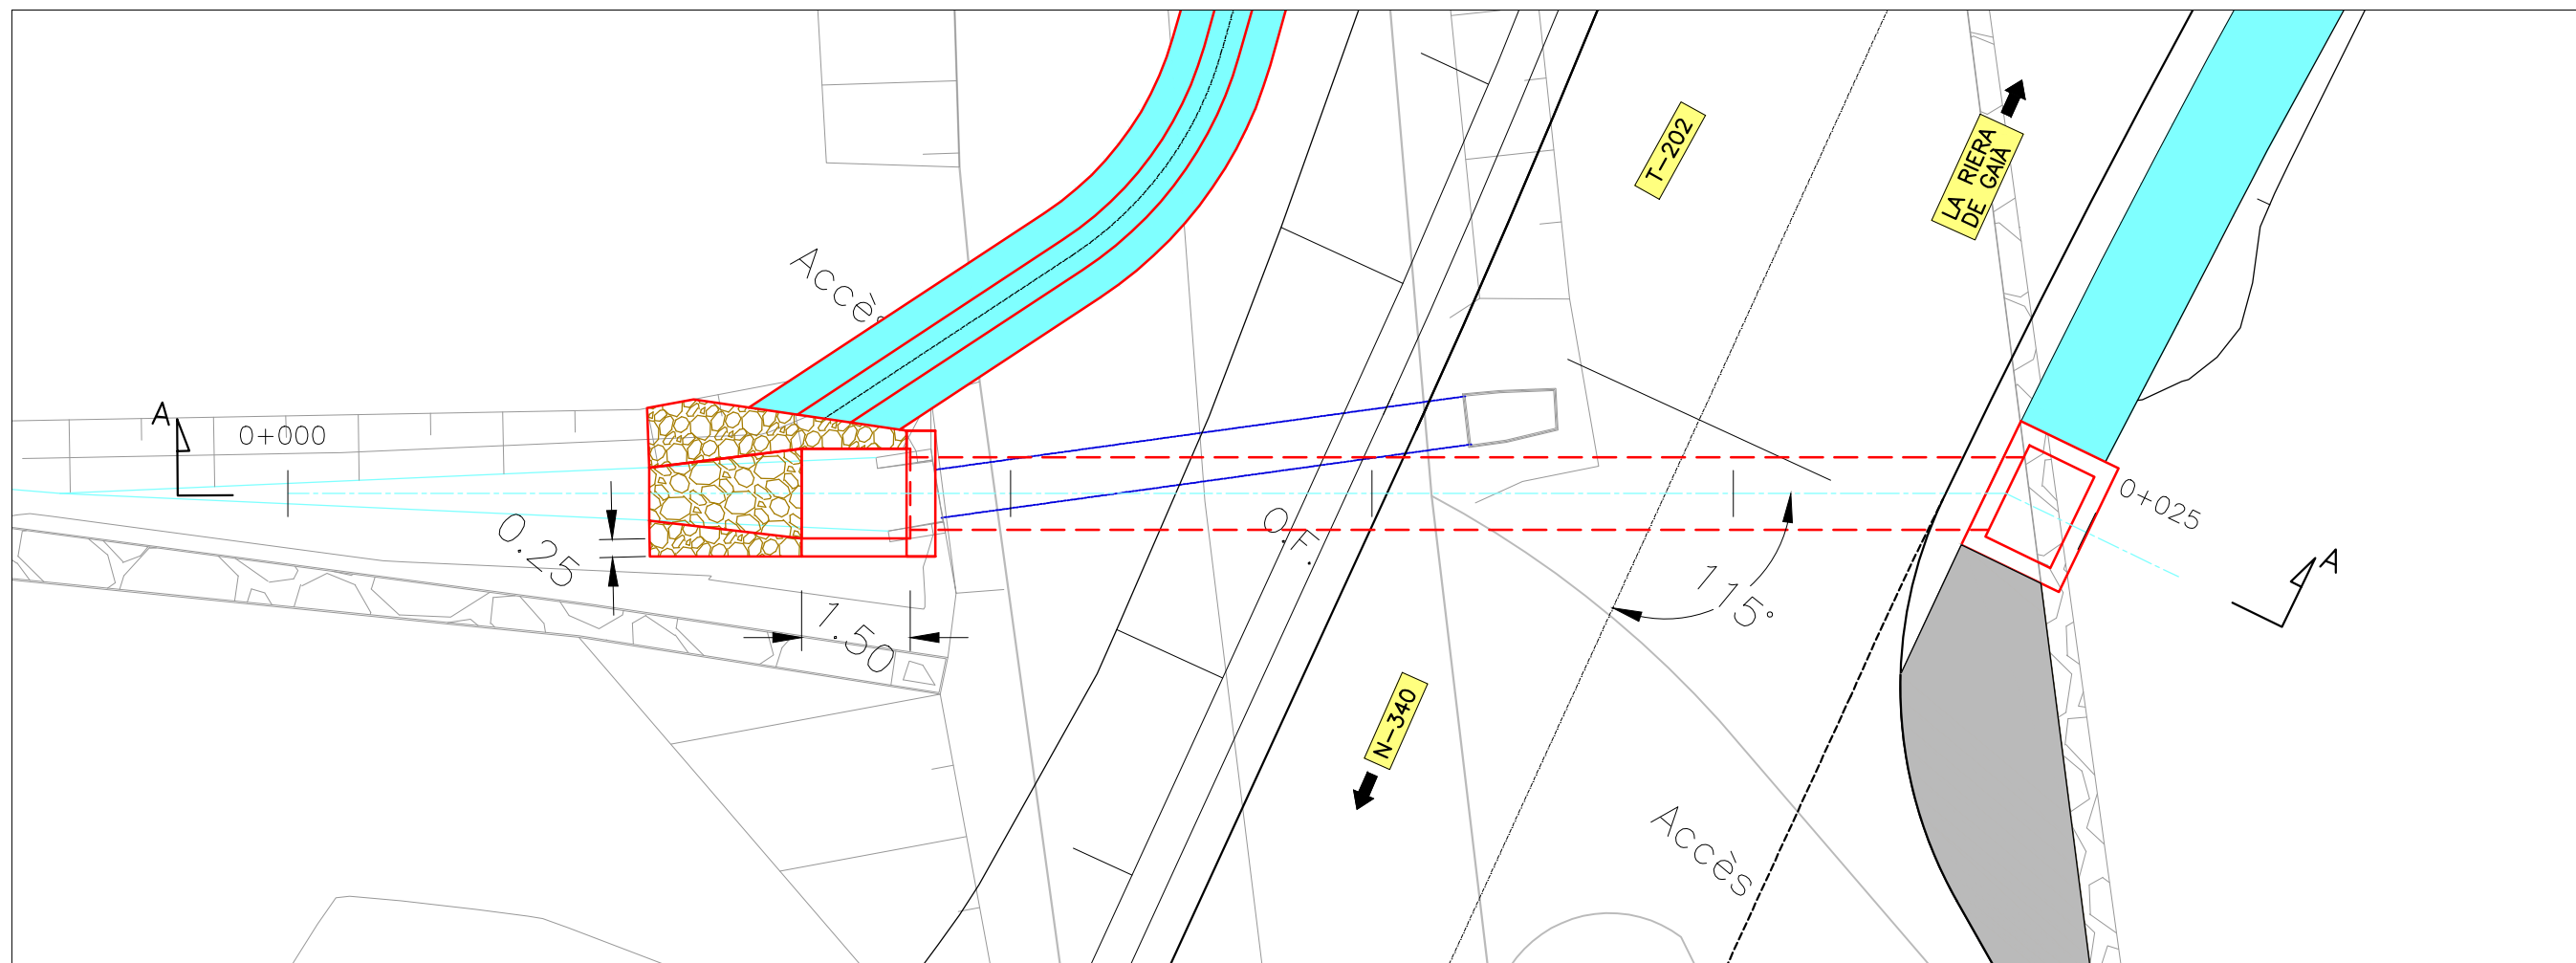 T-202
LA RIERA
DE GAIÀ
Accès
A
0+000
0+025
0.25
O.F.
115°
A
1.50
N-340
Accès